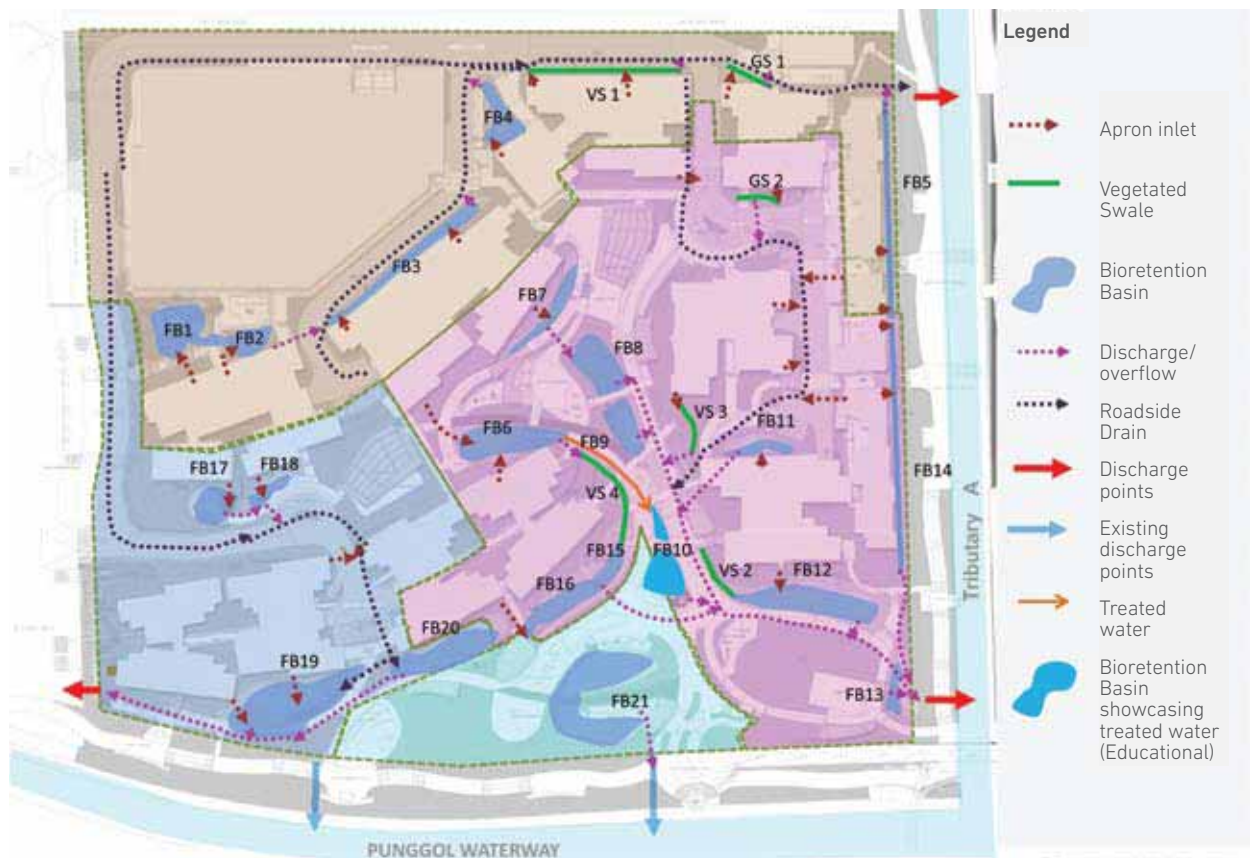 GS 1
VS 1
FB4
GS 2
FB5
FB3
FB7
FB1
FB2
FB8
VS 3
FB11
FB6
FB9
FB17
FB18
FB14
VS 4
FB15
FB10
VS 2
FB12
FB16
FB20
FB19
FB21
FB13
Tributary A
PUNGGOL WATERWAY
Legend
Apron inlet
Vegetated
Swale
Bioretention
Basin
Discharge/
overflow
Roadside
Drain
Discharge
points
Existing
discharge
points
Treated
water
Bioretention
Basin
showcasing
treated water
(Educational)